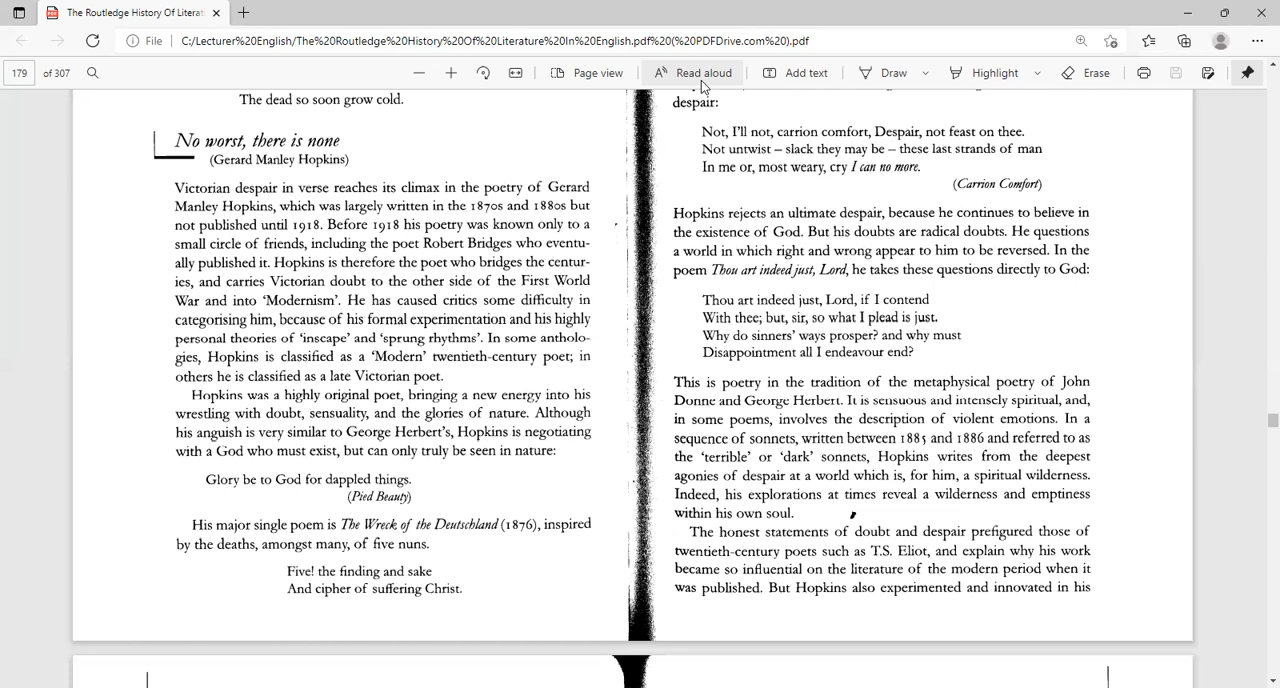 The Routledge History Of Literat
File C:/Lecturer%20English/The%20Routledge%20History%20Of%20Literature%20In%20English.pdf%20(%20PDFDrive.com%20).pdf
179 of 307 Page view Read aloud Add text Draw Highlight Erase
The dead so soon grow cold.
No worst, there is none
(Gerard Manley Hopkins)
Victorian despair in verse reaches its climax in the poetry of Gerard
Manley Hopkins, which was largely written in the 1870s and 1880s but
not published until 1918. Before 1918 his poetry was known only to a
small circle of friends, including the poet Robert Bridges who eventu-
ally published it. Hopkins is therefore the poet who bridges the centur-
ies, and carries Victorian doubt to the other side of the First World
War and into ‘Modernism’. He has caused critics some difficulty in
categorising him, because of his formal experimentation and his highly
personal theories of ‘inscape’ and ‘sprung rhythms’. In some antholo-
gies, Hopkins is classified as a ‘Modern’ twentieth-century poet; in
others he is classified as a late Victorian poet.
Hopkins was a highly original poet, bringing a new energy into his
wrestling with doubt, sensuality, and the glories of nature. Although
his anguish is very similar to George Herbert’s, Hopkins is negotiating
with a God who must exist, but can only truly be seen in nature:
Glory be to God for dappled things.
(Pied Beauty)
His major single poem is The Wreck of the Deutschland (1876), inspired
by the deaths, amongst many, of five nuns.
Five! the finding and sake
And cipher of suffering Christ.
despair:
Not, I’ll not, carrion comfort, Despair, not feast on thee.
Not untwist – slack they may be – these last strands of man
In me or, most weary, cry I can no more.
(Carrion Comfort)
Hopkins rejects an ultimate despair, because he continues to believe in
the existence of God. But his doubts are radical doubts. He questions
a world in which right and wrong appear to him to be reversed. In the
poem Thou art indeed just, Lord, he takes these questions directly to God:
Thou art indeed just, Lord, if I contend
With thee; but, sir, so what I plead is just.
Why do sinners’ ways prosper? and why must
Disappointment all I endeavour end?
This is poetry in the tradition of the metaphysical poetry of John
Donne and George Herbert. It is sensuous and intensely spiritual, and,
in some poems, involves the description of violent emotions. In a
sequence of sonnets, written between 1885 and 1886 and referred to as
the ‘terrible’ or ‘dark’ sonnets, Hopkins writes from the deepest
agonies of despair at a world which is, for him, a spiritual wilderness.
Indeed, his explorations at times reveal a wilderness and emptiness
within his own soul.
The honest statements of doubt and despair prefigured those of
twentieth-century poets such as T.S. Eliot, and explain why his work
became so influential on the literature of the modern period when it
was published. But Hopkins also experimented and innovated in his